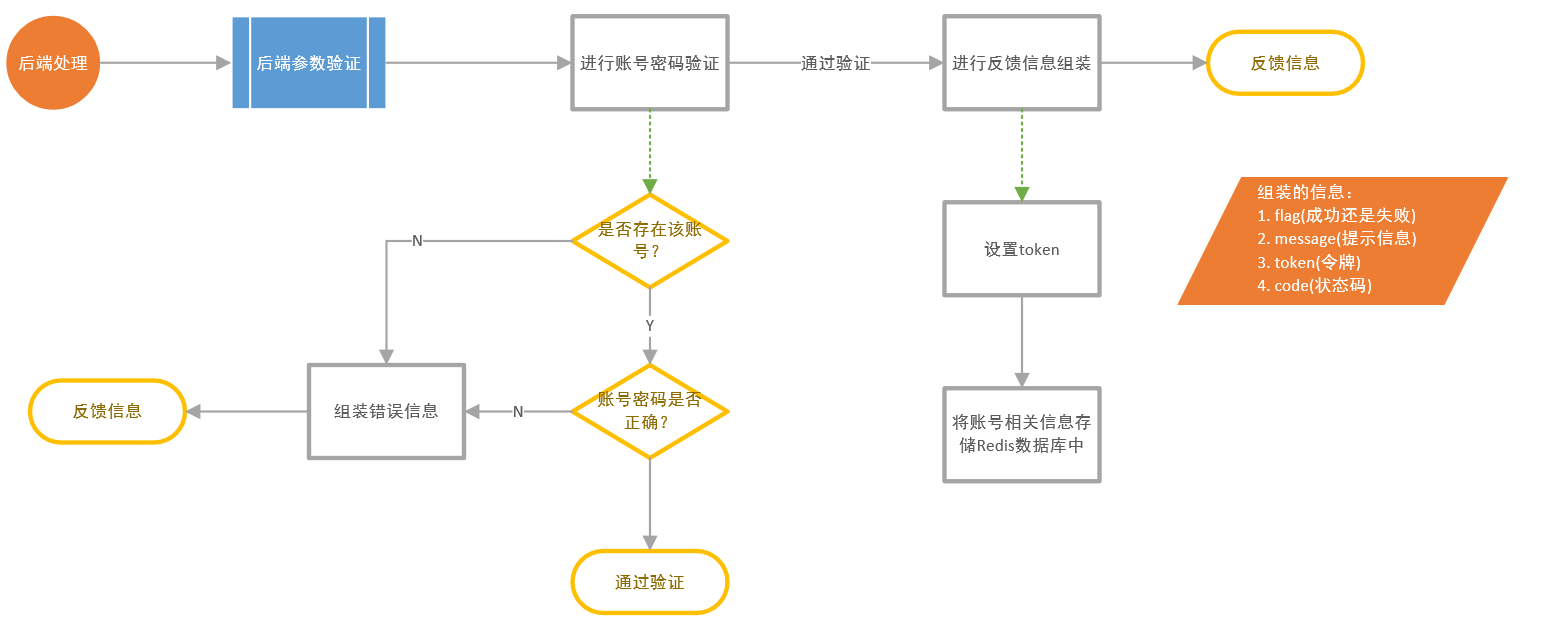 后端处理
后端参数验证
进行账号密码验证
通过验证
进行反馈信息组装
反馈信息
组装的信息：
1. flag(成功还是失败)
2. message(提示信息)
3. token(令牌)
4. code(状态码)
是否存在该账
号？
N
设置token
Y
反馈信息
组装错误信息
N
账号密码是否
正确？
将账号相关信息存
储Redis数据库中
通过验证